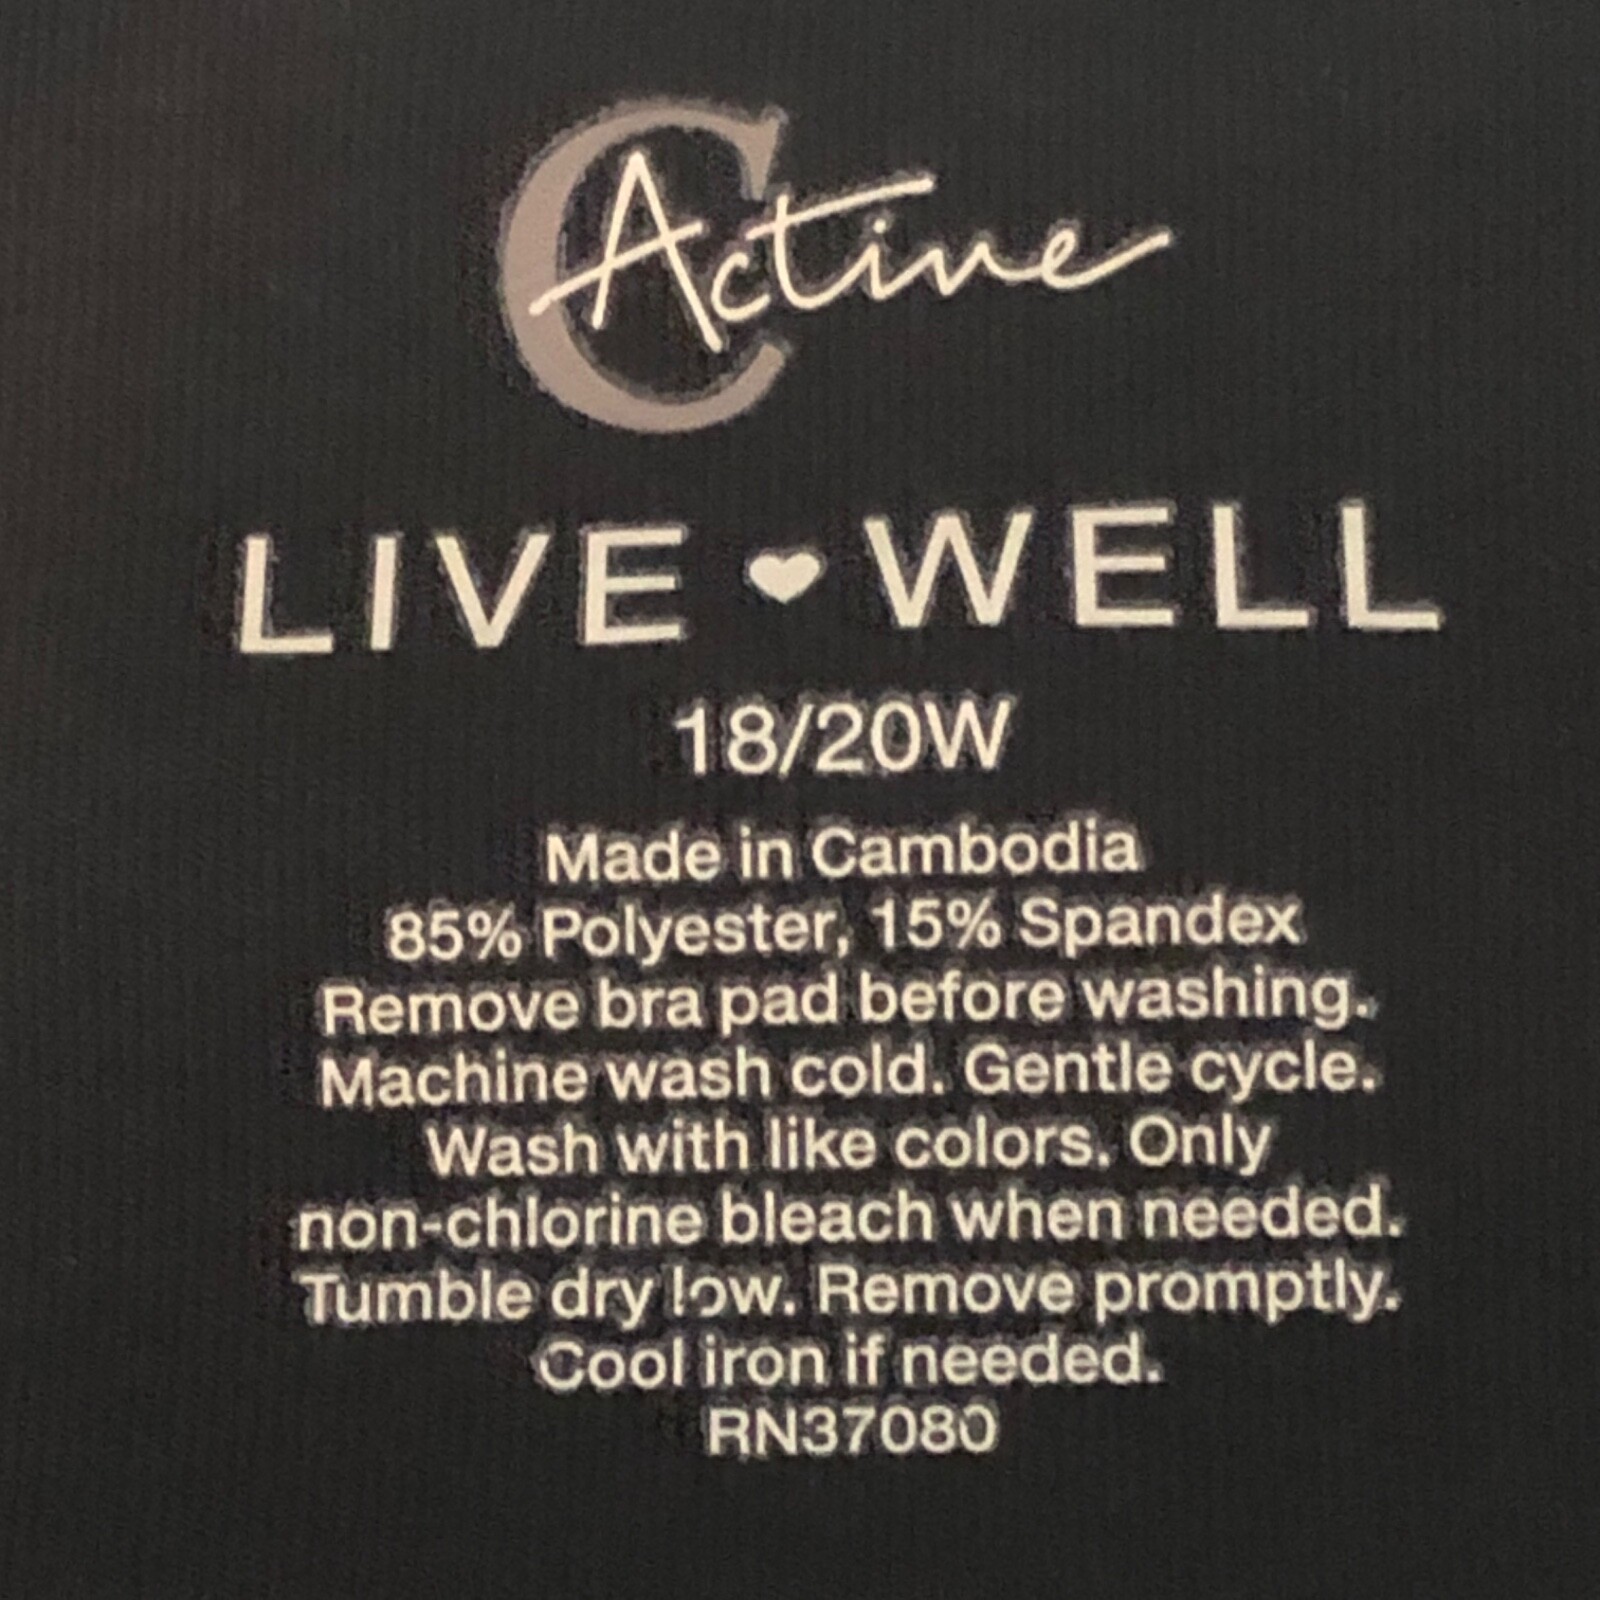 C Active
LIVE ♥ WELL
18/20W
Made in Cambodia
85% Polyester, 15% Spandex
Remove bra pad before washing.
Machine wash cold. Gentle cycle.
Wash with like colors. Only
non-chlorine bleach when needed.
Tumble dry low. Remove promptly.
Cool iron if needed.
RN37080